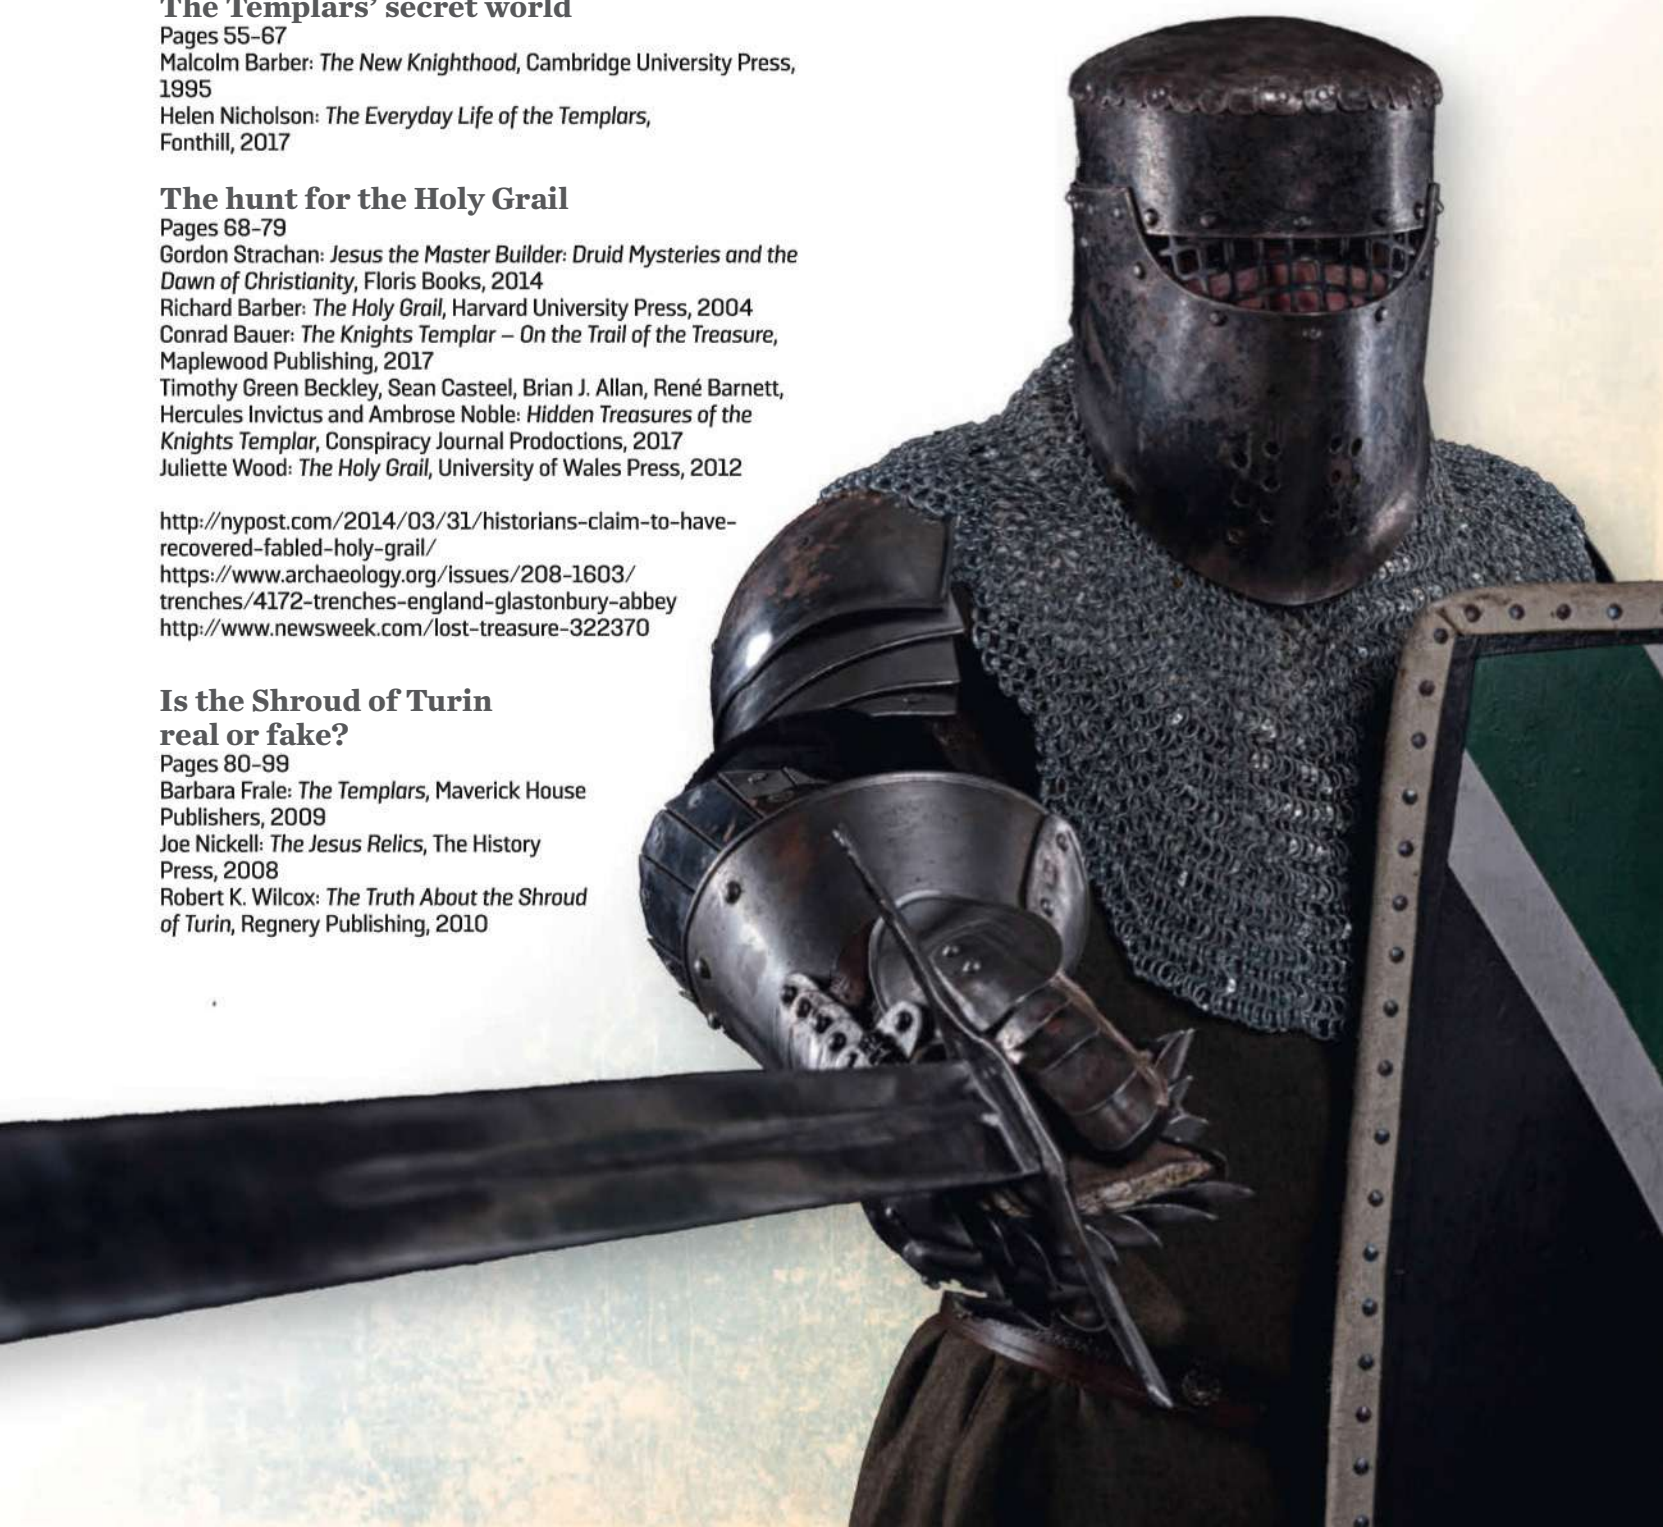 The Templars’ secret world
Pages 55–67
Malcolm Barber: The New Knighthood, Cambridge University Press,
1995
Helen Nicholson: The Everyday Life of the Templars,
Fonthill, 2017
The hunt for the Holy Grail
Pages 68–79
Gordon Strachan: Jesus the Master Builder: Druid Mysteries and the
Dawn of Christianity, Floris Books, 2014
Richard Barber: The Holy Grail, Harvard University Press, 2004
Conrad Bauer: The Knights Templar – On the Trail of the Treasure,
Maplewood Publishing, 2017
Timothy Green Beckley, Sean Casteel, Brian J. Allan, René Barnett,
Hercules Invictus and Ambrose Noble: Hidden Treasures of the
Knights Templar, Conspiracy Journal Prodoctions, 2017
Juliette Wood: The Holy Grail, University of Wales Press, 2012
http://nypost.com/2014/03/31/historians-claim-to-have-
recovered-fabled-holy-grail/
https://www.archaeology.org/issues/208-1603/
trenches/4172-trenches-england-glastonbury-abbey
http://www.newsweek.com/lost-treasure-322370
Is the Shroud of Turin
real or fake?
Pages 80–99
Barbara Frale: The Templars, Maverick House
Publishers, 2009
Joe Nickell: The Jesus Relics, The History
Press, 2008
Robert K. Wilcox: The Truth About the Shroud
of Turin, Regnery Publishing, 2010